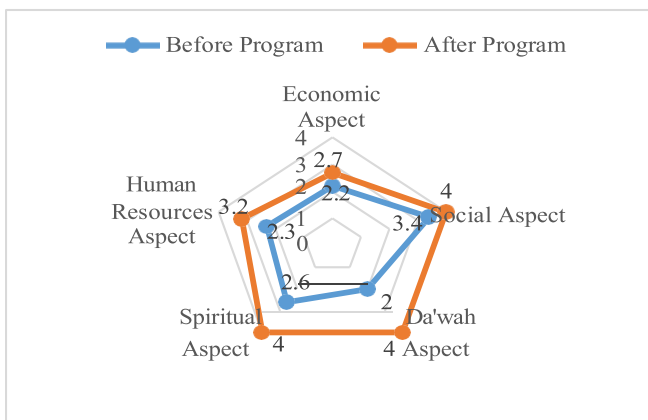 Before Program
After Program
Economic
Aspect
4
3
2.7
2
2.2
1
0
4
Social Aspect
3.4
Human
Resources
Aspect
3.2
2.3
2.6
2
Spiritual
Aspect
4
Da'wah
Aspect
4